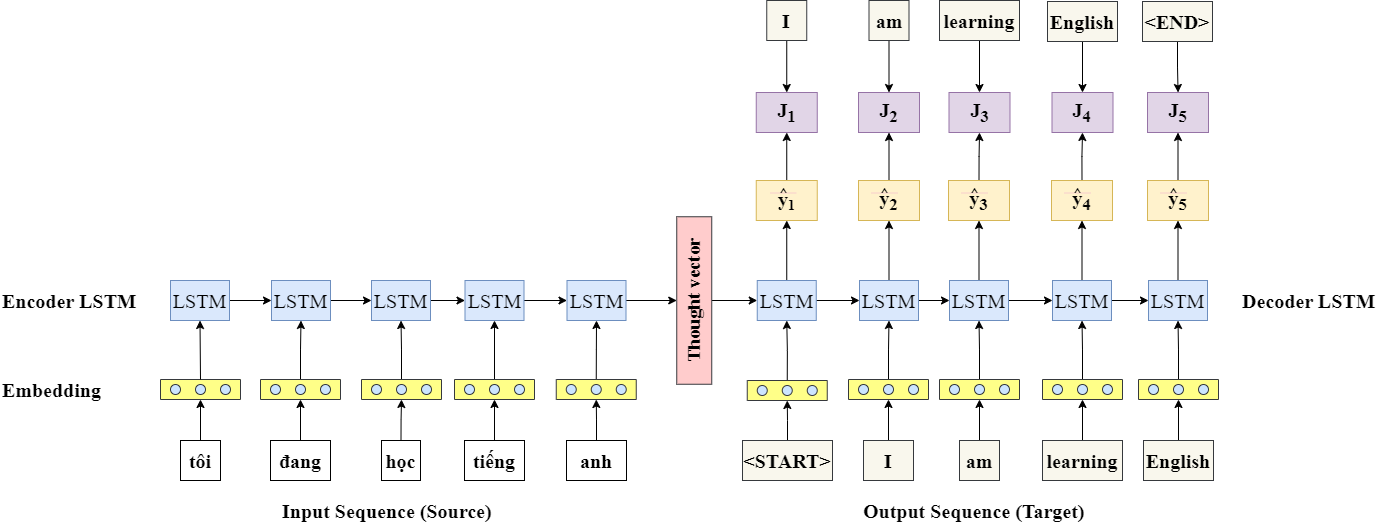 I am learning English <END>
J1 J2 J3 J4 J5
ŷ1 ŷ2 ŷ3 ŷ4 ŷ5
Thought vector
Encoder LSTM LSTM LSTM LSTM LSTM LSTM LSTM LSTM LSTM LSTM LSTM Decoder LSTM
Embedding
tôi đang học tiếng anh <START> I am learning English
Input Sequence (Source) Output Sequence (Target)